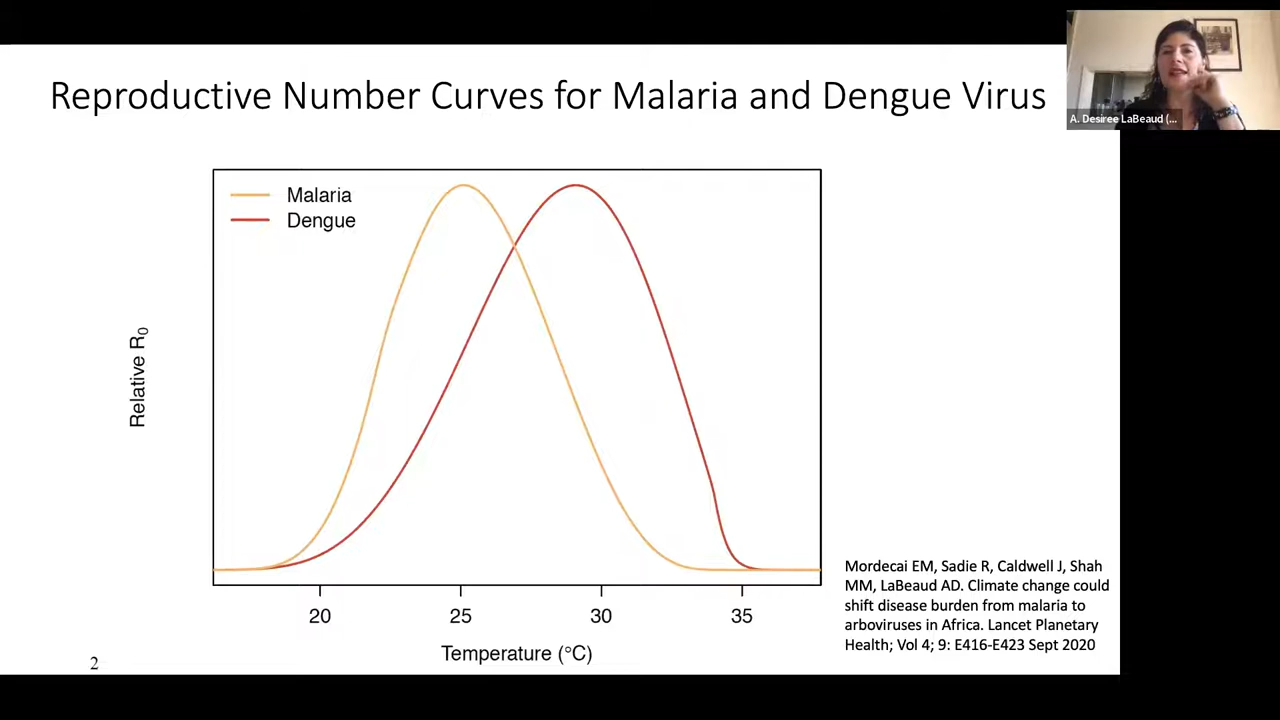 Reproductive Number Curves for Malaria and Dengue Virus
A. Desiree LaBeaud (...
Malaria
Dengue
Relative R₀
20
25
30
35
Temperature (°C)
Mordecai EM, Sadie R, Caldwell J, Shah
MM, LaBeaud AD. Climate change could
shift disease burden from malaria to
arboviruses in Africa. Lancet Planetary
Health; Vol 4; 9: E416-E423 Sept 2020
2